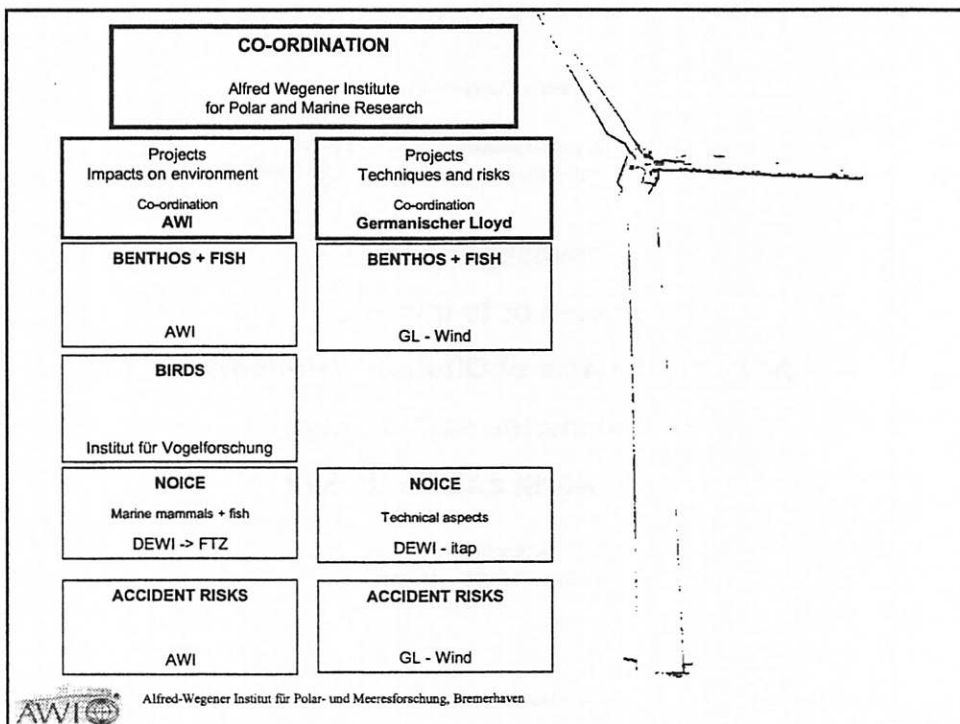 CO-ORDINATION
Alfred Wegener Institute
for Polar and Marine Research
Projects
Impacts on environment
Co-ordination
AWI
Projects
Techniques and risks
Co-ordination
Germanischer Lloyd
BENTHOS + FISH
AWI
BENTHOS + FISH
GL - Wind
BIRDS
Institut für Vogelforschung
NOICE
Marine mammals + fish
DEWI -> FTZ
NOICE
Technical aspects
DEWI - itap
ACCIDENT RISKS
AWI
ACCIDENT RISKS
GL - Wind
AWI
Alfred-Wegener Institut für Polar- und Meeresforschung, Bremerhaven